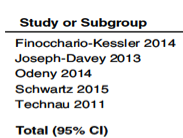 Study or Subgroup
Finocchario-Kessler 2014
Joseph-Davey 2013
Odeny 2014
Schwartz 2015
Technau 2011
Total (95% CI)